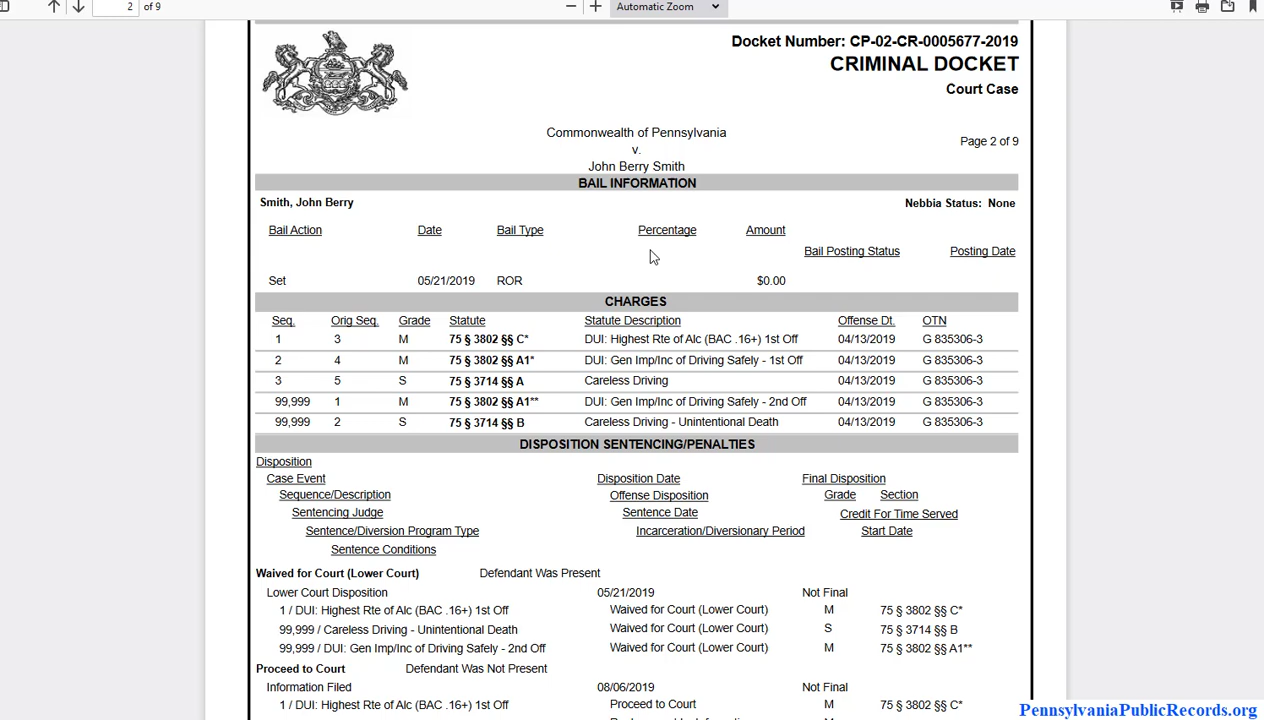 2 of 9 Automatic Zoom
Docket Number: CP-02-CR-0005677-2019
CRIMINAL DOCKET
Court Case
Commonwealth of Pennsylvania
Page 2 of 9
v.
John Berry Smith
BAIL INFORMATION
Smith, John Berry Nebbia Status: None
Bail Action Date Bail Type Percentage Amount
Bail Posting Status Posting Date
Set 05/21/2019 ROR $0.00
CHARGES
Seq. Orig Seq. Grade Statute Statute Description Offense Dt. OTN
1 3 M 75 § 3802 §§ C* DUI: Highest Rte of Alc (BAC .16+) 1st Off 04/13/2019 G 835306-3
2 4 M 75 § 3802 §§ A1* DUI: Gen Imp/Inc of Driving Safely - 1st Off 04/13/2019 G 835306-3
3 5 S 75 § 3714 §§ A Careless Driving 04/13/2019 G 835306-3
99,999 1 M 75 § 3802 §§ A1** DUI: Gen Imp/Inc of Driving Safely - 2nd Off 04/13/2019 G 835306-3
99,999 2 S 75 § 3714 §§ B Careless Driving - Unintentional Death 04/13/2019 G 835306-3
DISPOSITION SENTENCING/PENALTIES
Disposition
Case Event Disposition Date Final Disposition
Sequence/Description Offense Disposition Grade Section
Sentencing Judge Sentence Date Credit For Time Served
Sentence/Diversion Program Type Incarceration/Diversionary Period Start Date
Sentence Conditions
Waived for Court (Lower Court) Defendant Was Present
Lower Court Disposition 05/21/2019 Not Final
1 / DUI: Highest Rte of Alc (BAC .16+) 1st Off Waived for Court (Lower Court) M 75 § 3802 §§ C*
99,999 / Careless Driving - Unintentional Death Waived for Court (Lower Court) S 75 § 3714 §§ B
99,999 / DUI: Gen Imp/Inc of Driving Safely - 2nd Off Waived for Court (Lower Court) M 75 § 3802 §§ A1**
Proceed to Court Defendant Was Not Present
Information Filed 08/06/2019 Not Final
1 / DUI: Highest Rte of Alc (BAC .16+) 1st Off Proceed to Court M 75 § 3802 §§ C*
PennsylvaniaPublicRecords.org